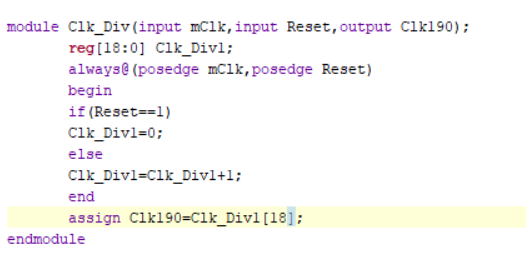 module Clk_Div(input mClk,input Reset,output Clk190);
reg[18:0] Clk_Div1;
always@(posedge mClk,posedge Reset)
begin
if(Reset==1)
Clk_Div1=0;
else
Clk_Div1=Clk_Div1+1;
end
assign Clk190=Clk_Div1[18];
endmodule